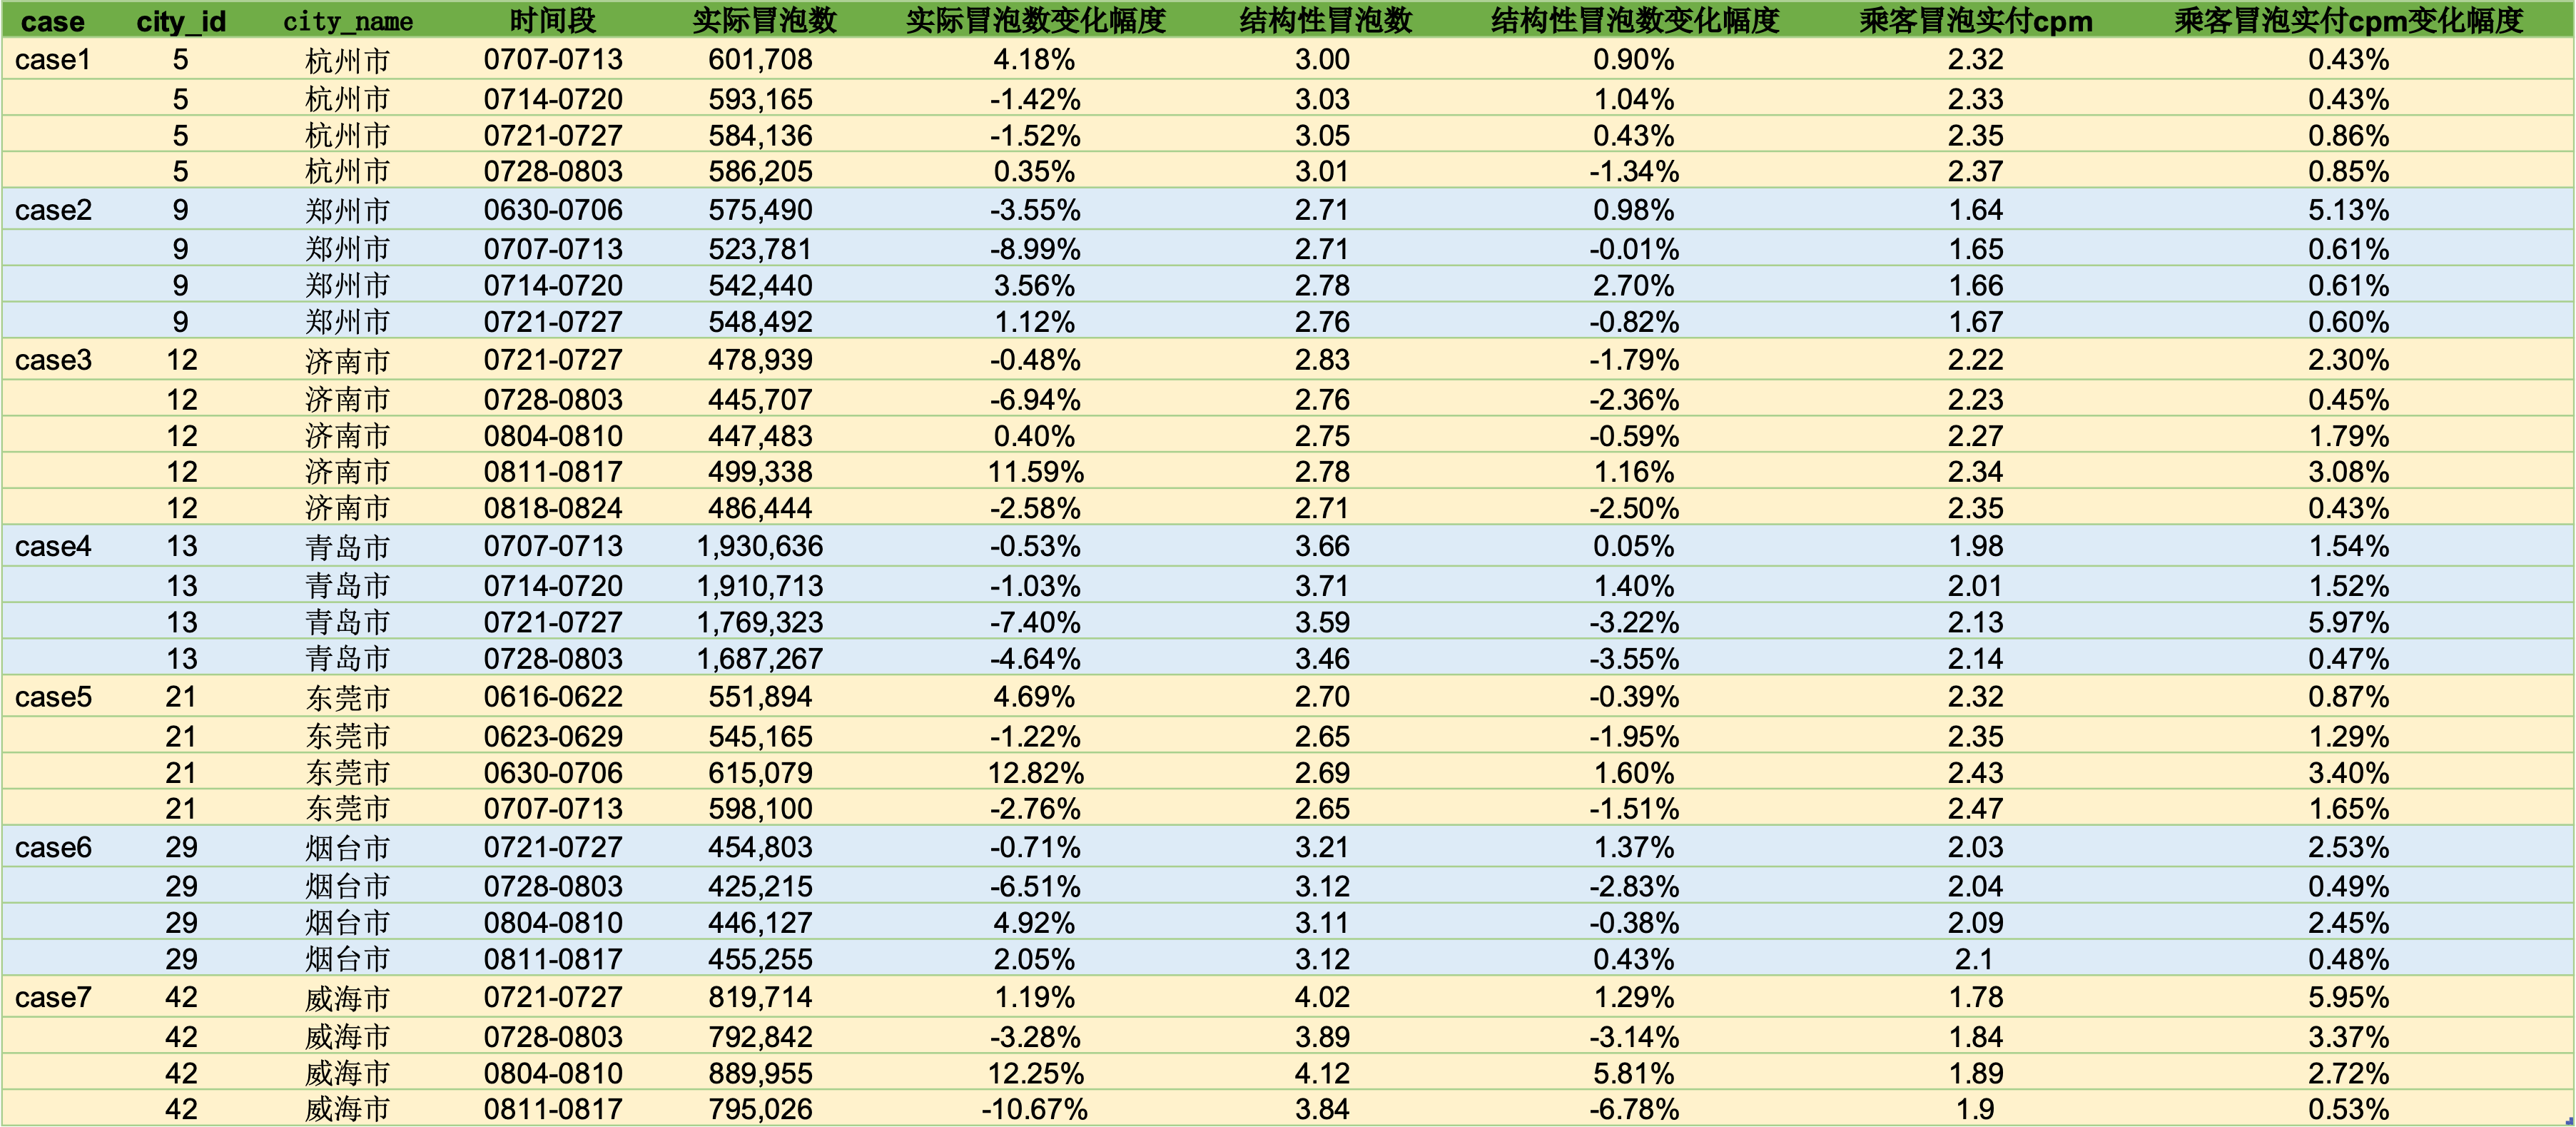 case city_id city_name 时间段 实际冒泡数 实际冒泡数变化幅度 结构性冒泡数 结构性冒泡数变化幅度 乘客冒泡实付cpm 乘客冒泡实付cpm变化幅度
case1 5 杭州市 0707-0713 601,708 4.18% 3.00 0.90% 2.32 0.43%
5 杭州市 0714-0720 593,165 -1.42% 3.03 1.04% 2.33 0.43%
5 杭州市 0721-0727 584,136 -1.52% 3.05 0.43% 2.35 0.86%
5 杭州市 0728-0803 586,205 0.35% 3.01 -1.34% 2.37 0.85%
case2 9 郑州市 0630-0706 575,490 -3.55% 2.71 0.98% 1.64 5.13%
9 郑州市 0707-0713 523,781 -8.99% 2.71 -0.01% 1.65 0.61%
9 郑州市 0714-0720 542,440 3.56% 2.78 2.70% 1.66 0.61%
9 郑州市 0721-0727 548,492 1.12% 2.76 -0.82% 1.67 0.60%
case3 12 济南市 0721-0727 478,939 -0.48% 2.83 -1.79% 2.22 2.30%
12 济南市 0728-0803 445,707 -6.94% 2.76 -2.36% 2.23 0.45%
12 济南市 0804-0810 447,483 0.40% 2.75 -0.59% 2.27 1.79%
12 济南市 0811-0817 499,338 11.59% 2.78 1.16% 2.34 3.08%
12 济南市 0818-0824 486,444 -2.58% 2.71 -2.50% 2.35 0.43%
case4 13 青岛市 0707-0713 1,930,636 -0.53% 3.66 0.05% 1.98 1.54%
13 青岛市 0714-0720 1,910,713 -1.03% 3.71 1.40% 2.01 1.52%
13 青岛市 0721-0727 1,769,323 -7.40% 3.59 -3.22% 2.13 5.97%
13 青岛市 0728-0803 1,687,267 -4.64% 3.46 -3.55% 2.14 0.47%
case5 21 东莞市 0616-0622 551,894 4.69% 2.70 -0.39% 2.32 0.87%
21 东莞市 0623-0629 545,165 -1.22% 2.65 -1.95% 2.35 1.29%
21 东莞市 0630-0706 615,079 12.82% 2.69 1.60% 2.43 3.40%
21 东莞市 0707-0713 598,100 -2.76% 2.65 -1.51% 2.47 1.65%
case6 29 烟台市 0721-0727 454,803 -0.71% 3.21 1.37% 2.03 2.53%
29 烟台市 0728-0803 425,215 -6.51% 3.12 -2.83% 2.04 0.49%
29 烟台市 0804-0810 446,127 4.92% 3.11 -0.38% 2.09 2.45%
29 烟台市 0811-0817 455,255 2.05% 3.12 0.43% 2.1 0.48%
case7 42 威海市 0721-0727 819,714 1.19% 4.02 1.29% 1.78 5.95%
42 威海市 0728-0803 792,842 -3.28% 3.89 -3.14% 1.84 3.37%
42 威海市 0804-0810 889,955 12.25% 4.12 5.81% 1.89 2.72%
42 威海市 0811-0817 795,026 -10.67% 3.84 -6.78% 1.9 0.53%